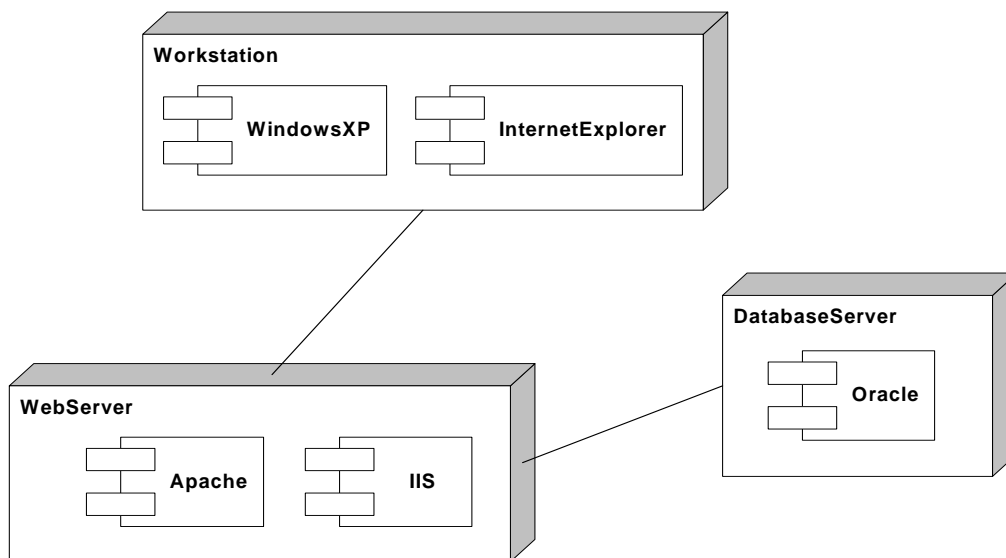 Workstation
WindowsXP
InternetExplorer
DatabaseServer
Oracle
WebServer
Apache
IIS